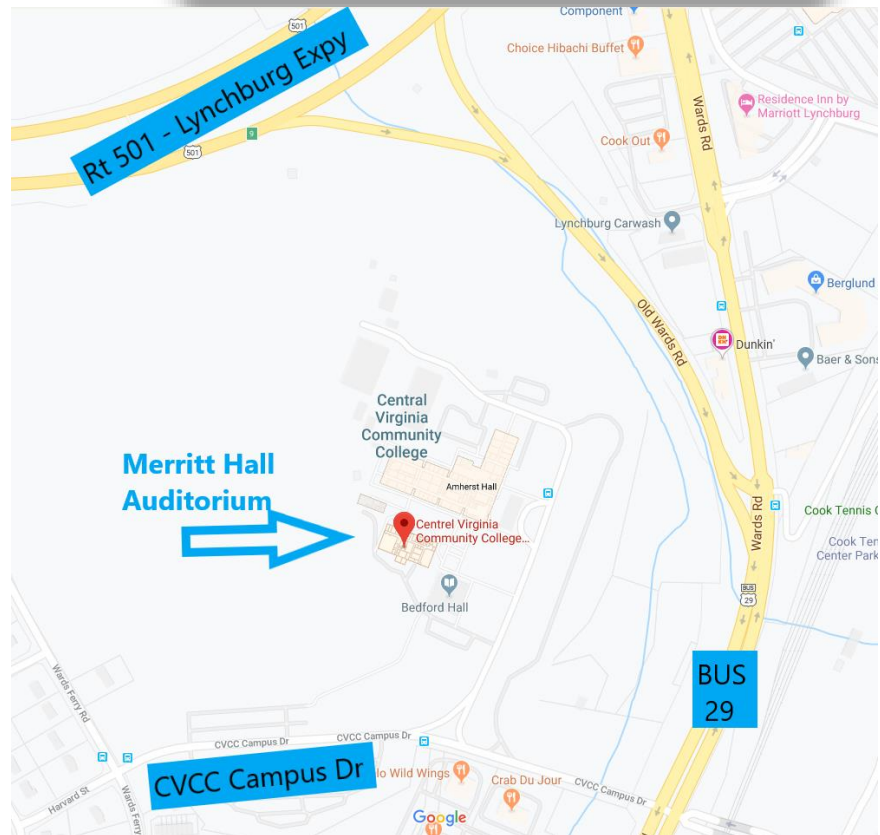 Component
501
Choice Hibachi Buffet
Rt 501 - Lynchburg Expy
Residence Inn by
Marriott Lynchburg
Wards Rd
9
501
Cook Out
Lynchburg Carwash
Berglund
Old Wards Rd
Dunkin'
Baer & Sons
Central
Virginia
Community
College
Merritt Hall
Auditorium
Amherst Hall
Centrel Virginia
Community College...
Wards Rd
Cook Tennis C
Cook Ten
Center Park
BUS
29
Bedford Hall
Wards Ferry Rd
BUS
29
CVCC Campus Dr
CVCC Campus Dr
CVCC Campus Dr
lo Wild Wings
Crab Du Jour
CVCC Campus Dr
Harvard St
Wards Ferry
Google